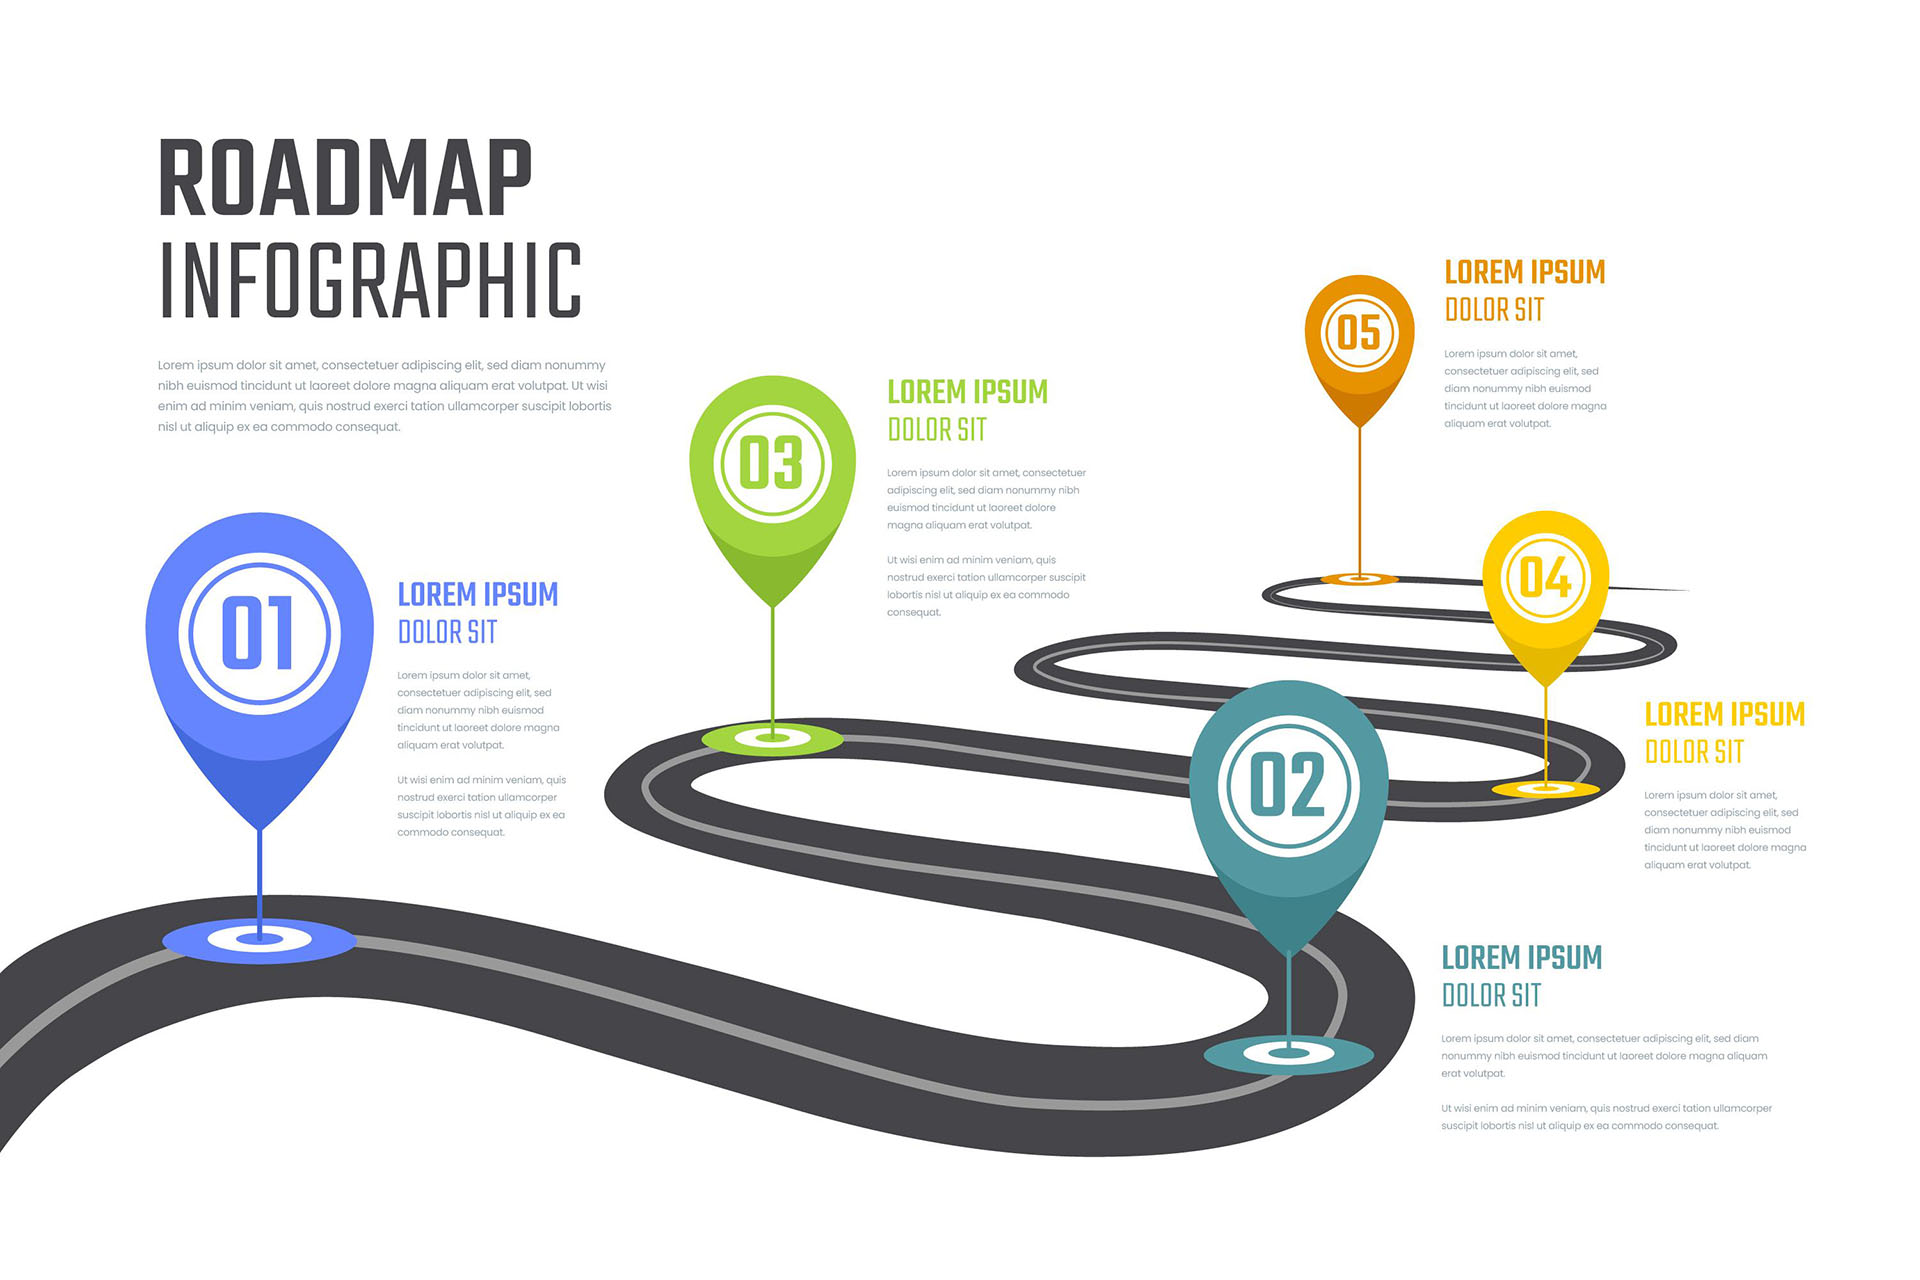 ROADMAP
INFOGRAPHIC
Lorem ipsum dolor sit amet, consectetuer adipiscing elit, sed diam nonummy
nibh euismod tincidunt ut laoreet dolore magna aliquam erat volutpat. Ut wisi
enim ad minim veniam, quis nostrud exerci tation ullamcorper suscipit lobortis
nisl ut aliquip ex ea commodo consequat.
01
LOREM IPSUM
DOLOR SIT
Lorem ipsum dolor sit amet,
consectetuer adipiscing elit, sed
diam nonummy nibh euismod
tincidunt ut laoreet dolore magna
aliquam erat volutpat.
Ut wisi enim ad minim veniam, quis
nostrud exerci tation ullamcorper
suscipit lobortis nisl ut aliquip ex ea
commodo consequat.
02
LOREM IPSUM
DOLOR SIT
Lorem ipsum dolor sit amet, consectetuer adipiscing elit, sed diam
nonummy nibh euismod tincidunt ut laoreet dolore magna aliquam
erat volutpat.
Ut wisi enim ad minim veniam, quis nostrud exerci tation ullamcorper
suscipit lobortis nisl ut aliquip ex ea commodo consequat.
03
LOREM IPSUM
DOLOR SIT
Lorem ipsum dolor sit amet, consectetuer
adipiscing elit, sed diam nonummy nibh
euismod tincidunt ut laoreet dolore
magna aliquam erat volutpat.
Ut wisi enim ad minim veniam, quis
nostrud exerci tation ullamcorper suscipit
lobortis nisl ut aliquip ex ea commodo
consequat.
04
LOREM IPSUM
DOLOR SIT
Lorem ipsum dolor sit amet,
consectetuer adipiscing elit, sed
diam nonummy nibh euismod
tincidunt ut laoreet dolore magna
aliquam erat volutpat.
05
LOREM IPSUM
DOLOR SIT
Lorem ipsum dolor sit amet,
consectetuer adipiscing elit, sed
diam nonummy nibh euismod
tincidunt ut laoreet dolore magna
aliquam erat volutpat.